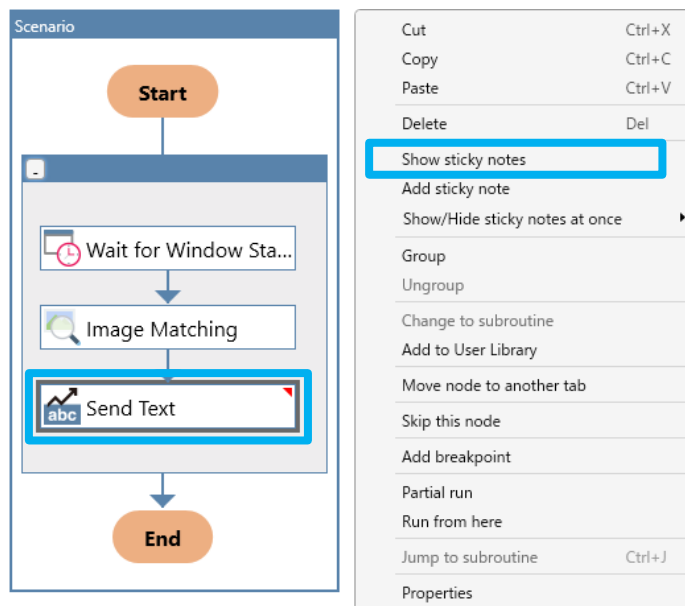 Scenario
Start
-
Wait for Window Sta...
Image Matching
abc Send Text
End
Cut Ctrl+X
Copy Ctrl+C
Paste Ctrl+V
Delete Del
Show sticky notes
Add sticky note
Show/Hide sticky notes at once
Group
Ungroup
Change to subroutine
Add to User Library
Move node to another tab
Skip this node
Add breakpoint
Partial run
Run from here
Jump to subroutine Ctrl+J
Properties